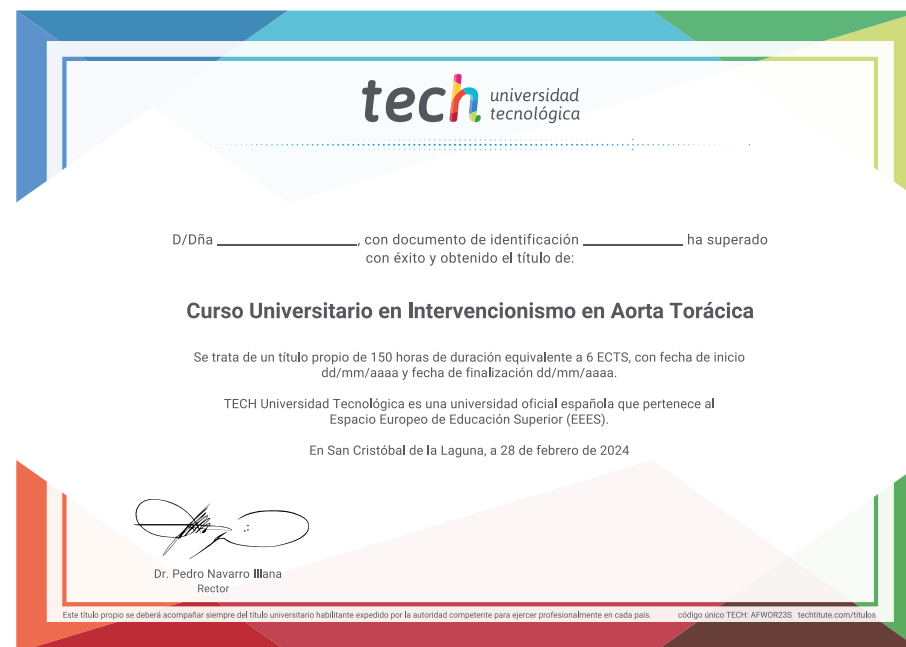 tech universidad
tecnológica
D/Dña ____________________, con documento de identificación ______________ ha superado
con éxito y obtenido el título de:
Curso Universitario en Intervencionismo en Aorta Torácica
Se trata de un título propio de 150 horas de duración equivalente a 6 ECTS, con fecha de inicio
dd/mm/aaaa y fecha de finalización dd/mm/aaaa.
TECH Universidad Tecnológica es una universidad oficial española que pertenece al
Espacio Europeo de Educación Superior (EEES).
En San Cristóbal de la Laguna, a 28 de febrero de 2024
Dr. Pedro Navarro Illana
Rector
Este título propio se deberá acompañar siempre del título universitario habilitante expedido por la autoridad competente para ejercer profesionalmente en cada país. código único TECH: AFWOR23S techtitute.com/titulos